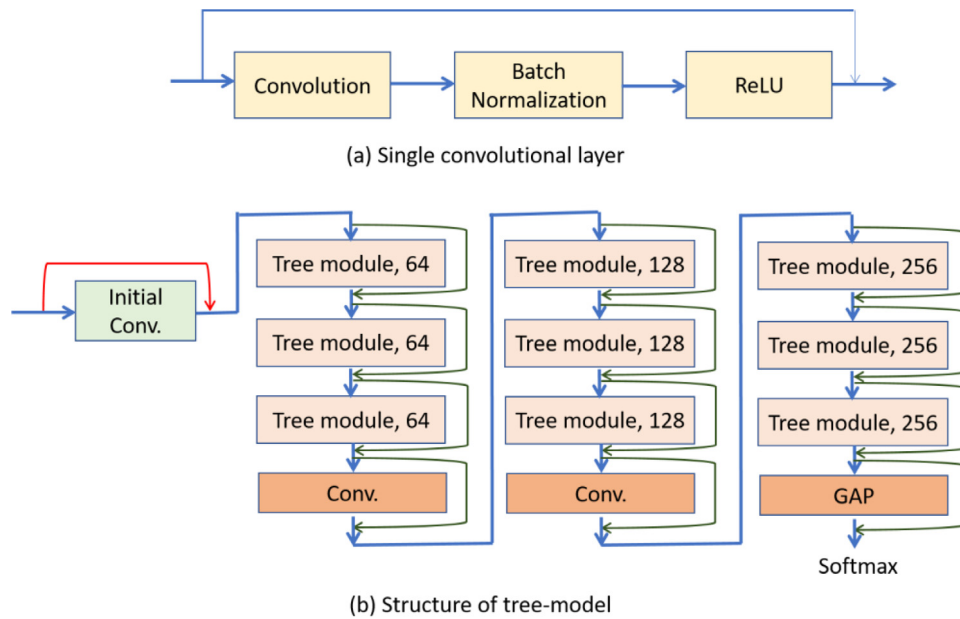 Convolution
Batch
Normalization
ReLU
(a) Single convolutional layer
Initial
Conv.
Tree module, 64
Tree module, 64
Tree module, 64
Conv.
Tree module, 128
Tree module, 128
Tree module, 128
Conv.
Tree module, 256
Tree module, 256
Tree module, 256
GAP
Softmax
(b) Structure of tree-model